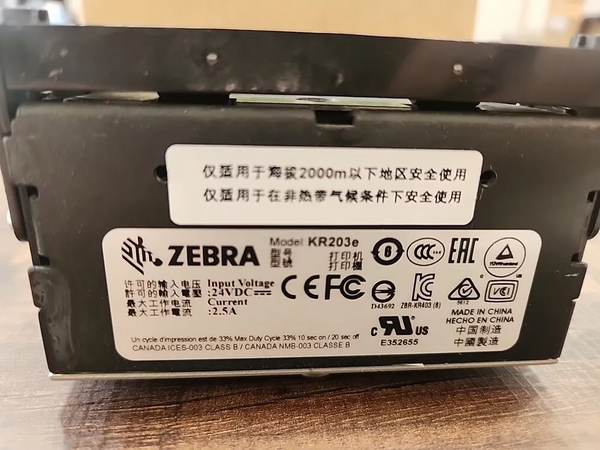 仅适用于海拔2000m以下地区安全使用
仅适用于在非热带气候条件下安全使用
ZEBRA
Model KR203e
型号 打印机
型號 打印機
CCC
EAC
TÜVRheinland
许可的输入电压 Input Voltage
許可的輸入電壓 :24VDC
最大工作电流 Current
最大工作電流 :2.5A
CE FC
D43692
ZBR-KR403 (B)
VCI
c UL US
E352655
MADE IN CHINA
HECHO EN CHINA
中国制造
中國製造
Un cycle d'impression est de 33% Max Duty Cycle 33% 10 sec on / 20 sec off
CANADA ICES-003 CLASS B / CANADA NMB-003 CLASSE B